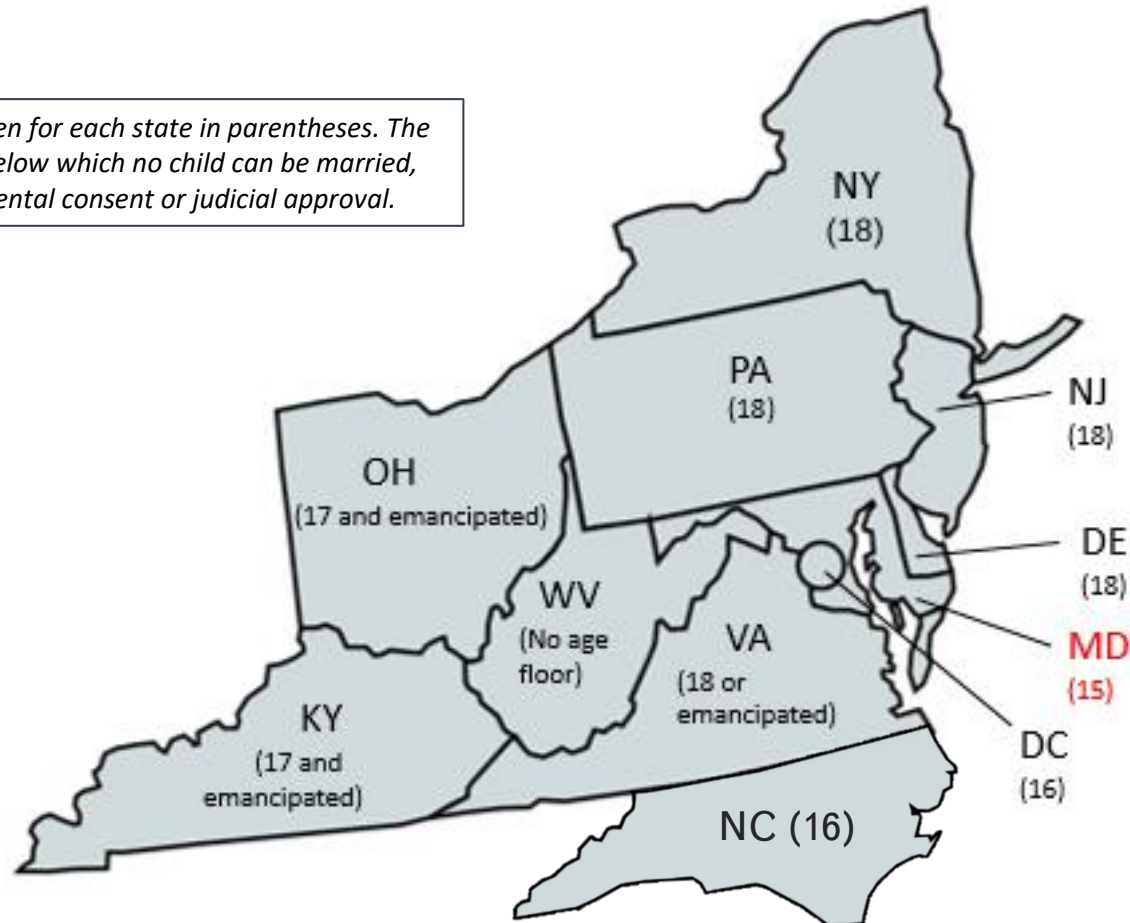 en for each state in parentheses. The
elow which no child can be married,
ental consent or judicial approval.
NY
(18)
PA
(18)
NJ
(18)
OH
(17 and emancipated)
DE
(18)
WV
(No age
floor)
VA
(18 or
emancipated)
MD
(15)
KY
(17 and
emancipated)
DC
(16)
NC (16)